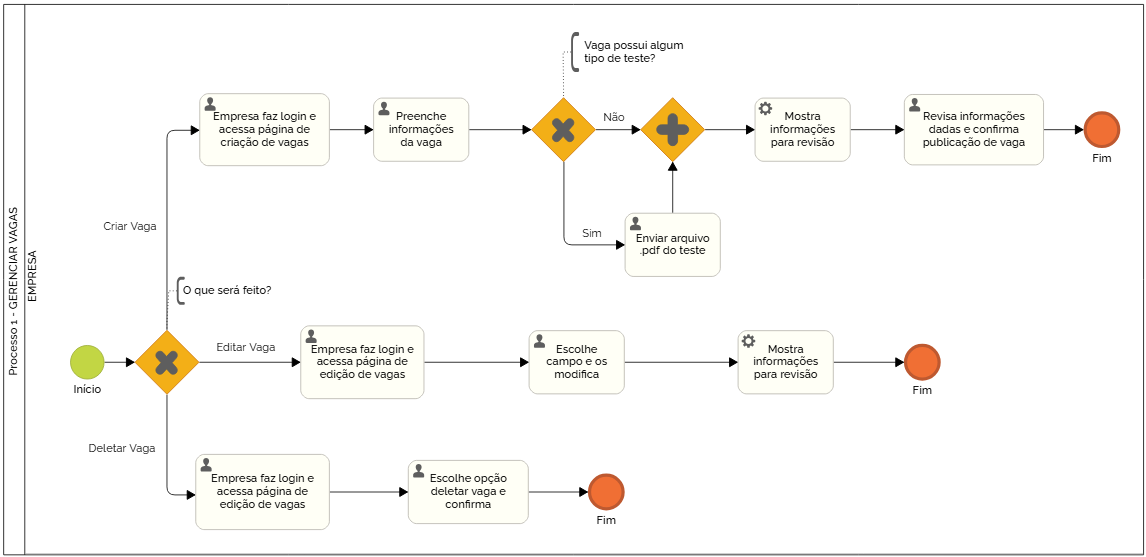 Processo 1 - GERENCIAR VAGAS
EMPRESA
Vaga possui algum
tipo de teste?
Empresa faz login e
acessa página de
criação de vagas
Preenche
informações
da vaga
Não
Mostra
informações
para revisão
Revisa informações
dadas e confirma
publicação de vaga
Fim
Criar Vaga
Sim
Enviar arquivo
.pdf do teste
O que será feito?
Início
Editar Vaga
Empresa faz login e
acessa página de
edição de vagas
Escolhe
campo e os
modifica
Mostra
informações
para revisão
Fim
Deletar Vaga
Empresa faz login e
acessa página de
edição de vagas
Escolhe opção
deletar vaga e
confirma
Fim